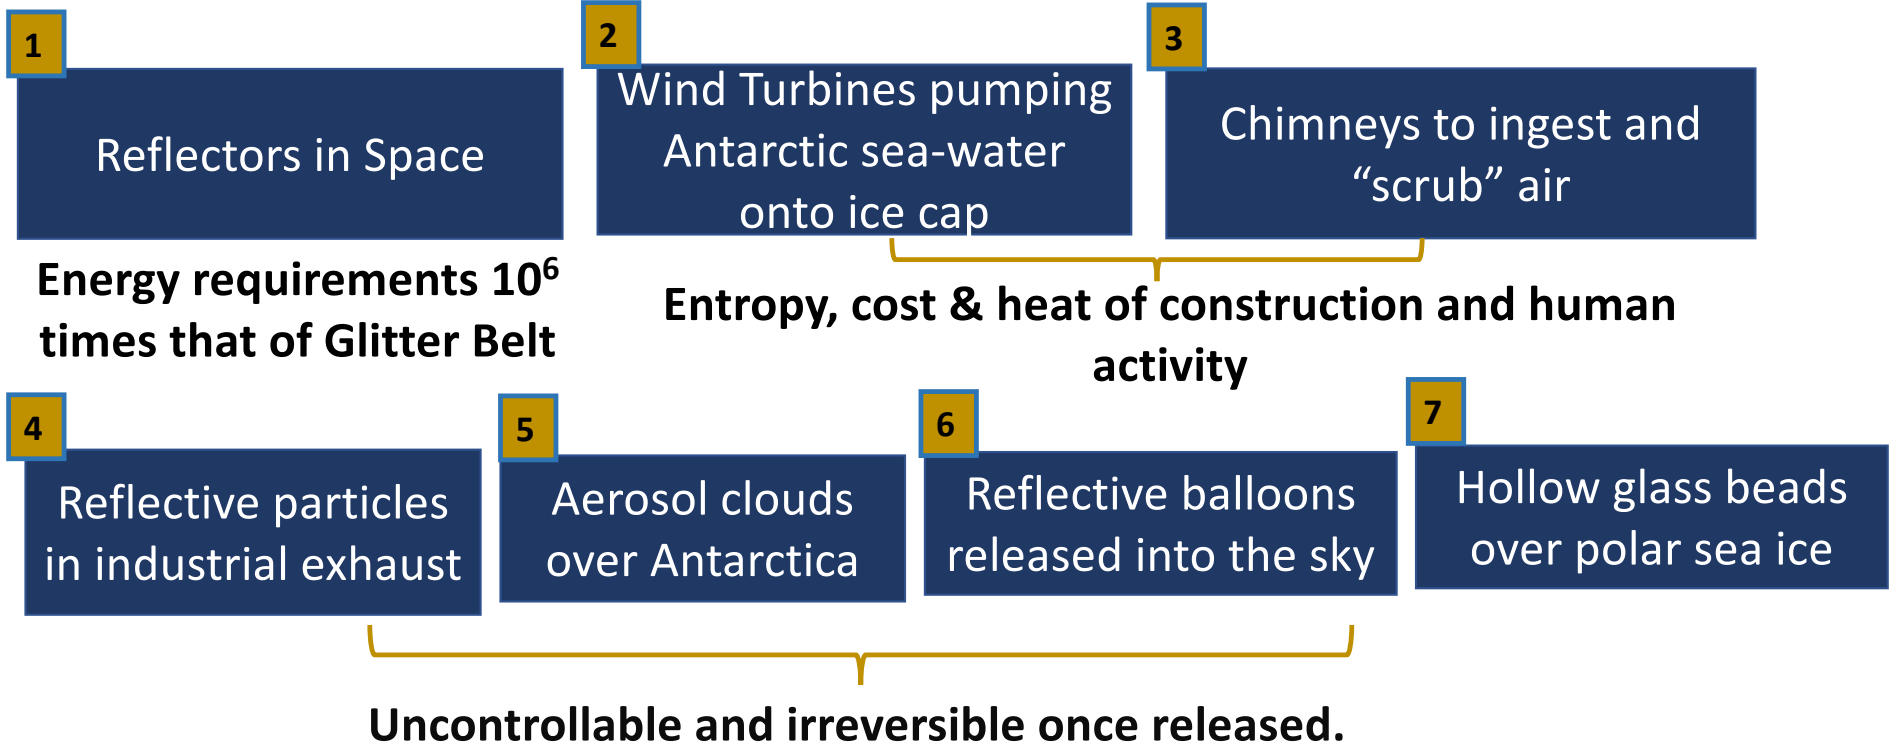 1
Reflectors in Space
Energy requirements 10⁶
times that of Glitter Belt
2
Wind Turbines pumping
Antarctic sea-water
onto ice cap
3
Chimneys to ingest and
“scrub” air
Entropy, cost & heat of construction and human
activity
4
Reflective particles
in industrial exhaust
5
Aerosol clouds
over Antarctica
6
Reflective balloons
released into the sky
7
Hollow glass beads
over polar sea ice
Uncontrollable and irreversible once released.